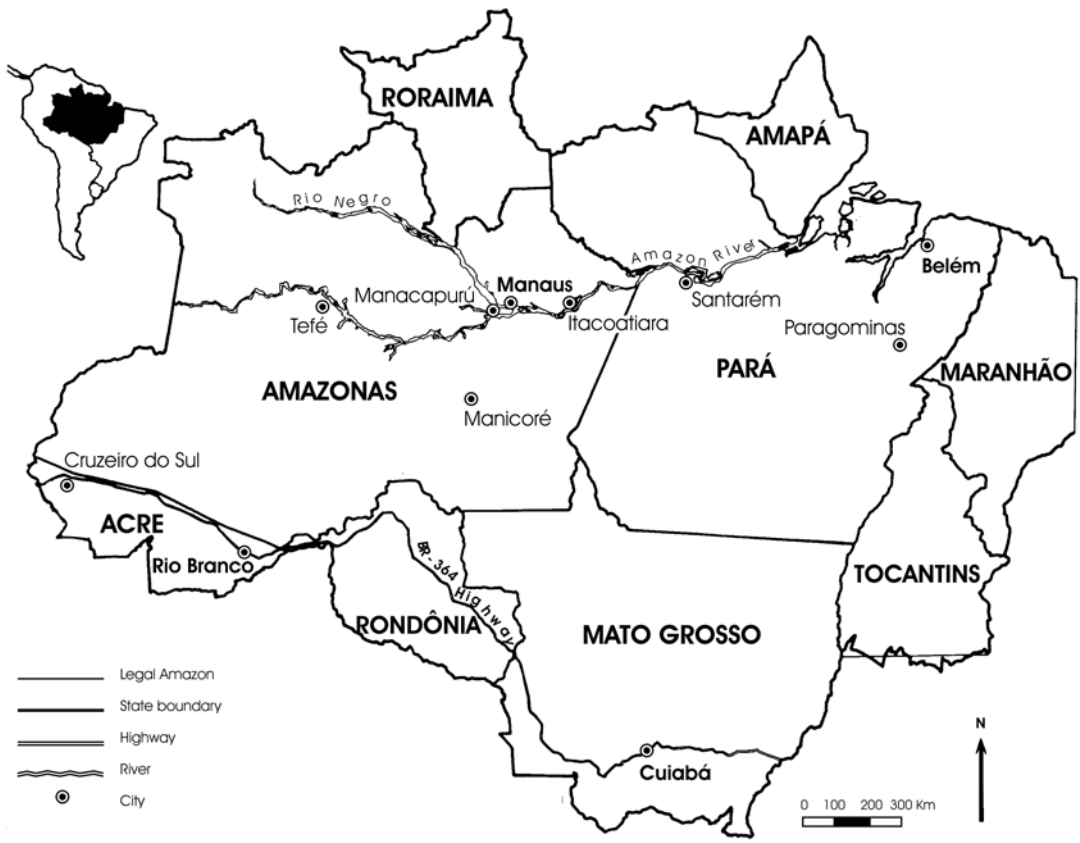 RORAIMA
AMAPÁ
Rio Negro
Amazon River
Belém
Manacapurú
Manaus
Santarém
Tefé
Itacoatiara
Paragominas
PARÁ
MARANHÃO
AMAZONAS
Manicoré
Cruzeiro do Sul
ACRE
Rio Branco
BR-364 Highway
TOCANTINS
RONDÔNIA
MATO GROSSO
Legal Amazon
State boundary
Highway
River
City
Cuiabá
N
0 100 200 300 Km